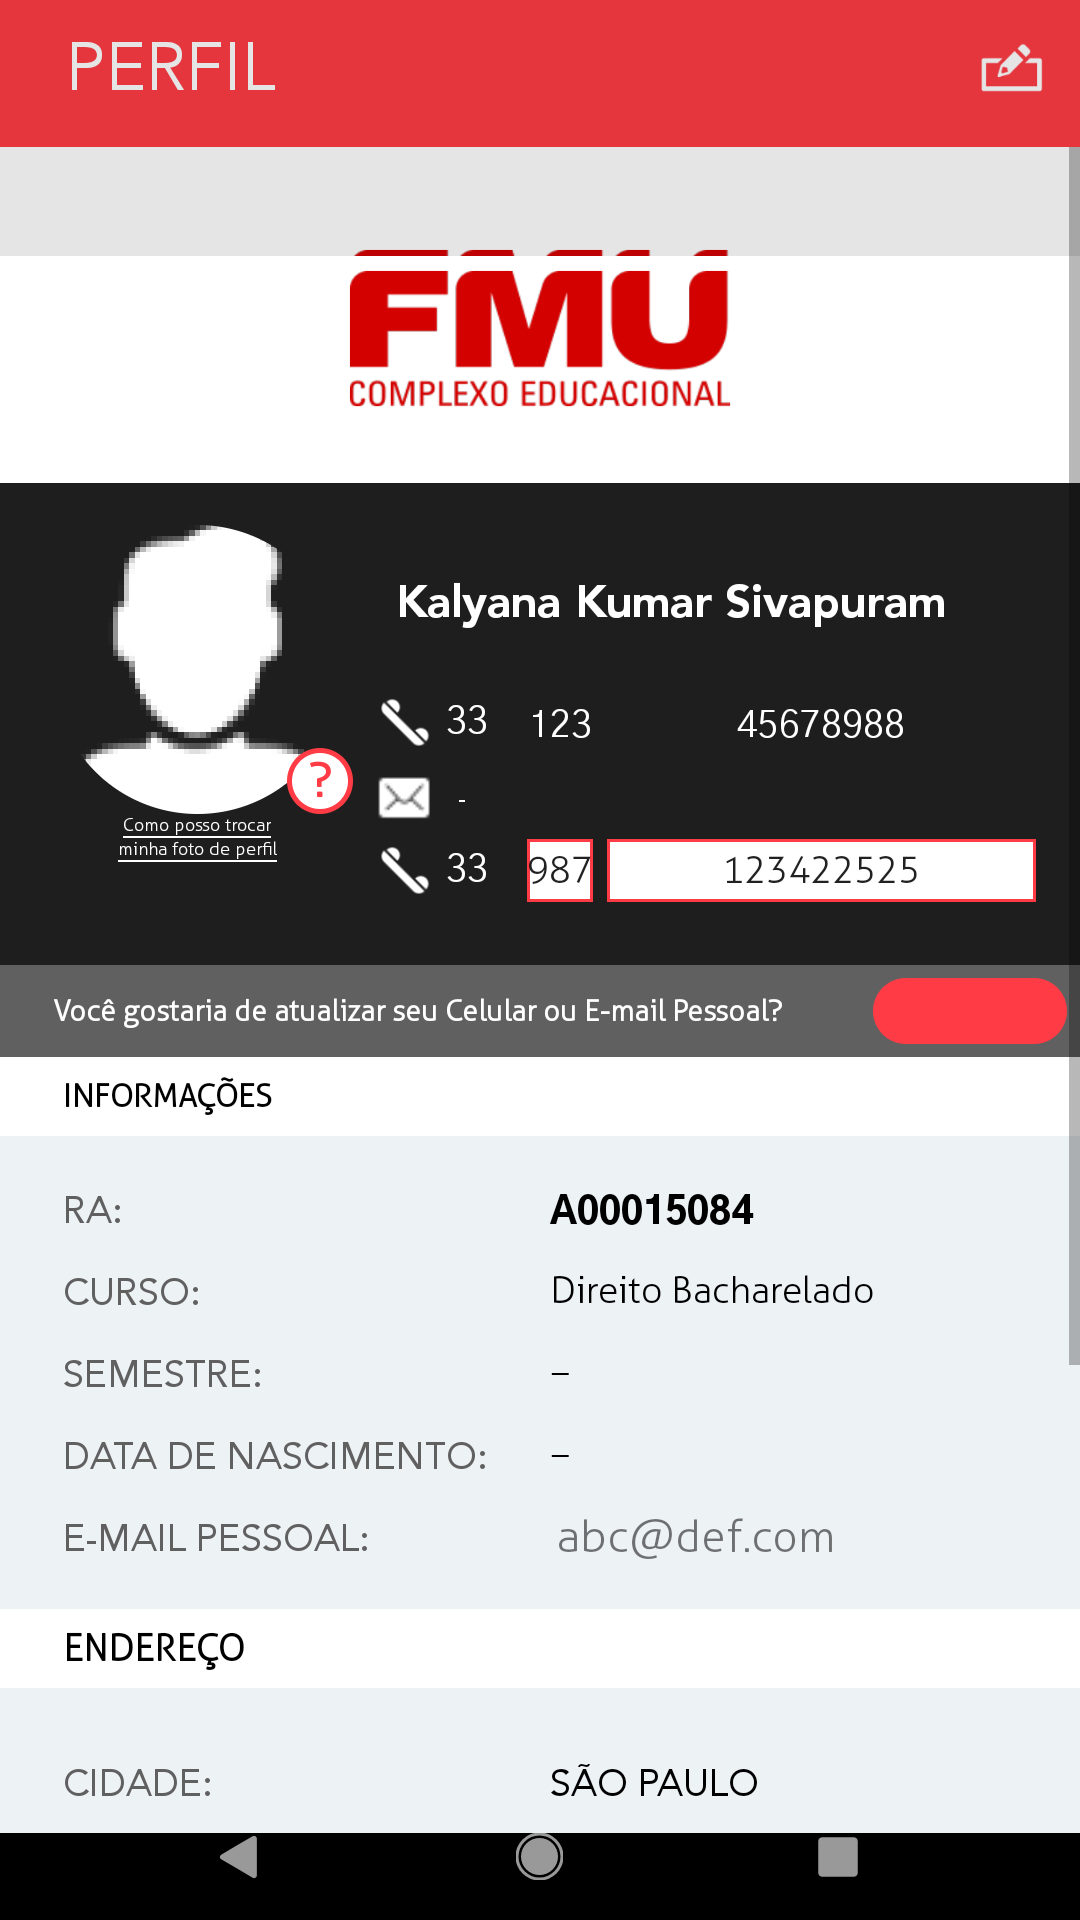 PERFIL
FMU
COMPLEXO EDUCACIONAL
Kalyana Kumar Sivapuram
33 123 45678988
-
33 987 123422525
?
Como posso trocar
minha foto de perfil
Você gostaria de atualizar seu Celular ou E-mail Pessoal?
INFORMAÇÕES
RA: A00015084
CURSO: Direito Bacharelado
SEMESTRE: –
DATA DE NASCIMENTO: –
E-MAIL PESSOAL: abc@def.com
ENDEREÇO
CIDADE: SÃO PAULO